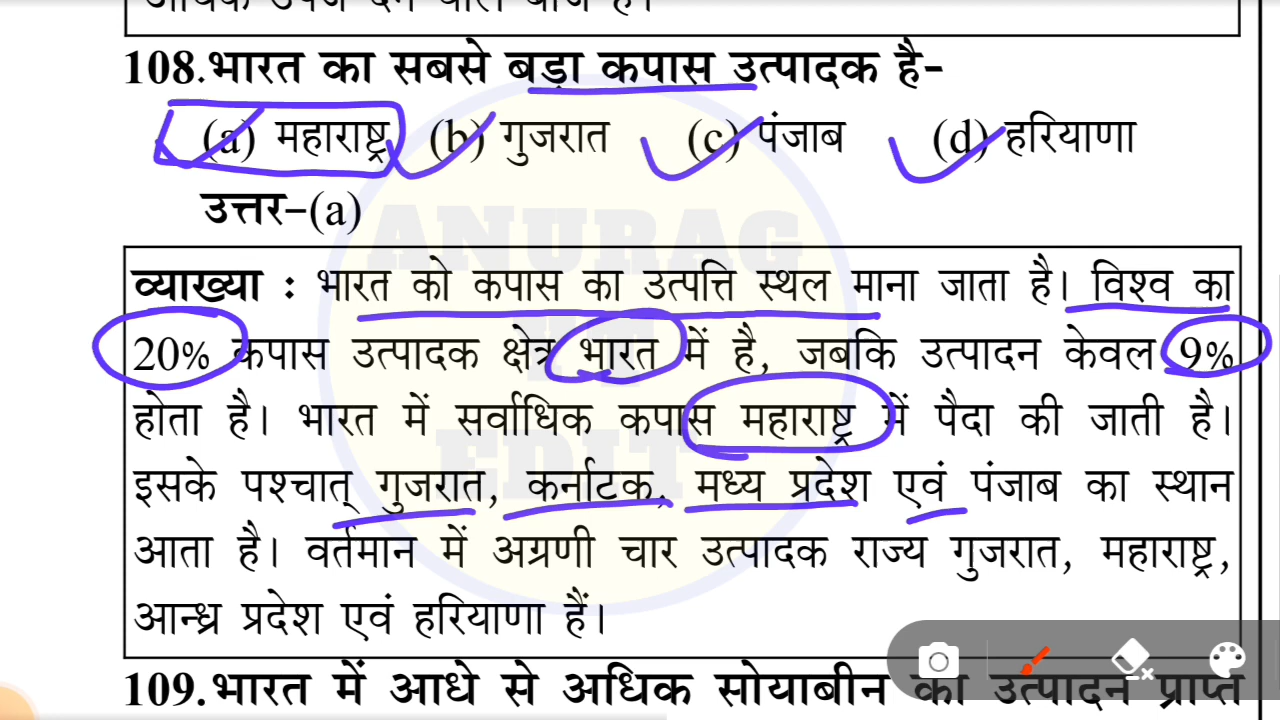 108.भारत का सबसे बड़ा कपास उत्पादक है-
(a) महाराष्ट्र (b) गुजरात (c) पंजाब (d) हरियाणा
उत्तर–(a)
व्याख्या : भारत को कपास का उत्पत्ति स्थल माना जाता है। विश्व का
20% कपास उत्पादक क्षेत्र भारत में है, जबकि उत्पादन केवल 9%
होता है। भारत में सर्वाधिक कपास महाराष्ट्र में पैदा की जाती है।
इसके पश्चात् गुजरात, कर्नाटक, मध्य प्रदेश एवं पंजाब का स्थान
आता है। वर्तमान में अग्रणी चार उत्पादक राज्य गुजरात, महाराष्ट्र,
आन्ध्र प्रदेश एवं हरियाणा हैं।
109.भारत में आधे से अधिक सोयाबीन का उत्पादन प्राप्त
ANURAG
EDIT